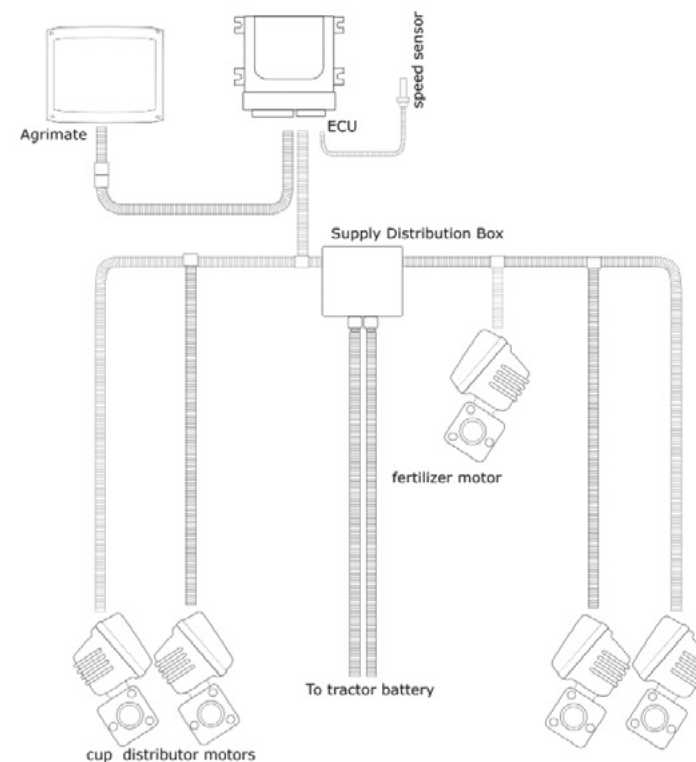 speed sensor
Agrimate
ECU
Supply Distribution Box
fertilizer motor
To tractor battery
cup distributor motors